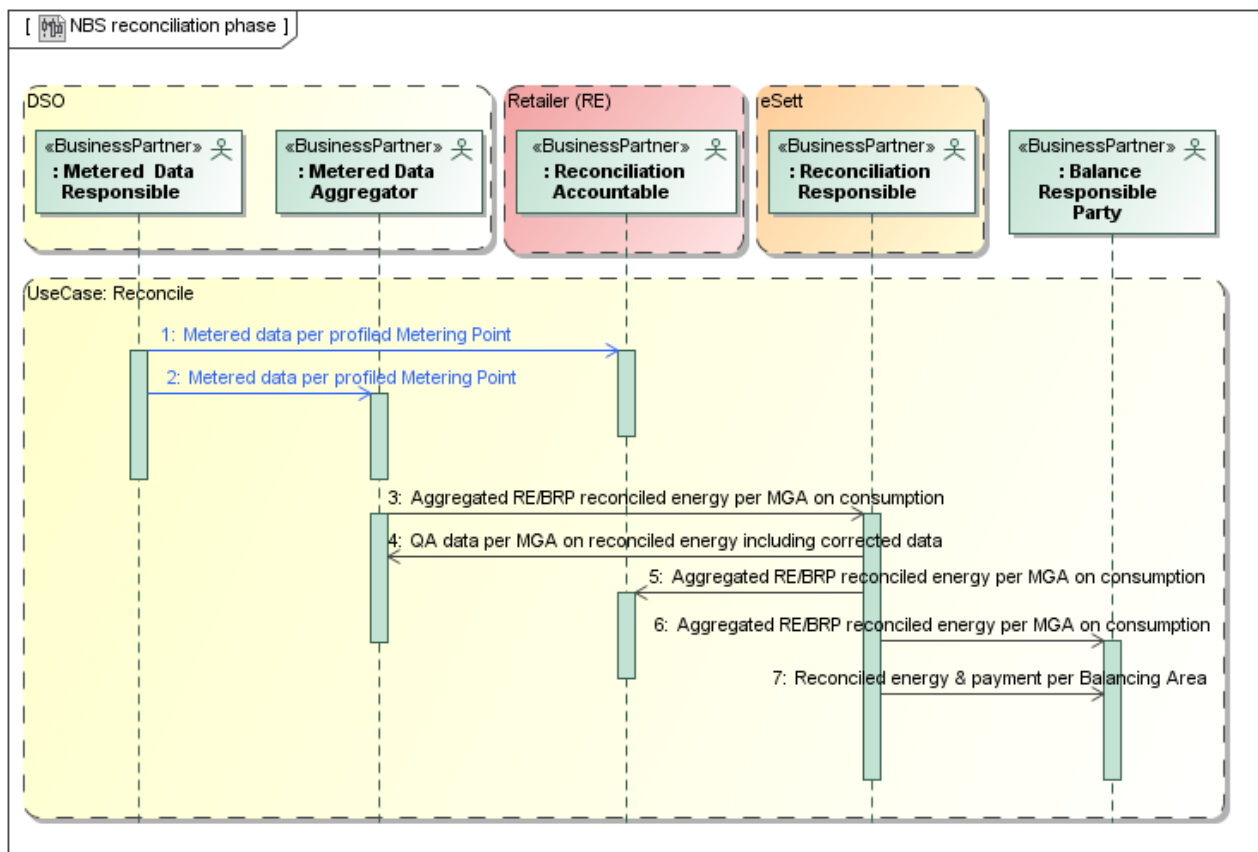 [ NBS reconciliation phase ]
DSO
Retailer (RE)
eSett
«BusinessPartner»
: Metered Data
Responsible
«BusinessPartner»
: Metered Data
Aggregator
«BusinessPartner»
: Reconciliation
Accountable
«BusinessPartner»
: Reconciliation
Responsible
«BusinessPartner»
: Balance
Responsible
Party
UseCase: Reconcile
1: Metered data per profiled Metering Point
2: Metered data per profiled Metering Point
3: Aggregated RE/BRP reconciled energy per MGA on consumption
4: QA data per MGA on reconciled energy including corrected data
5: Aggregated RE/BRP reconciled energy per MGA on consumption
6: Aggregated RE/BRP reconciled energy per MGA on consumption
7: Reconciled energy & payment per Balancing Area